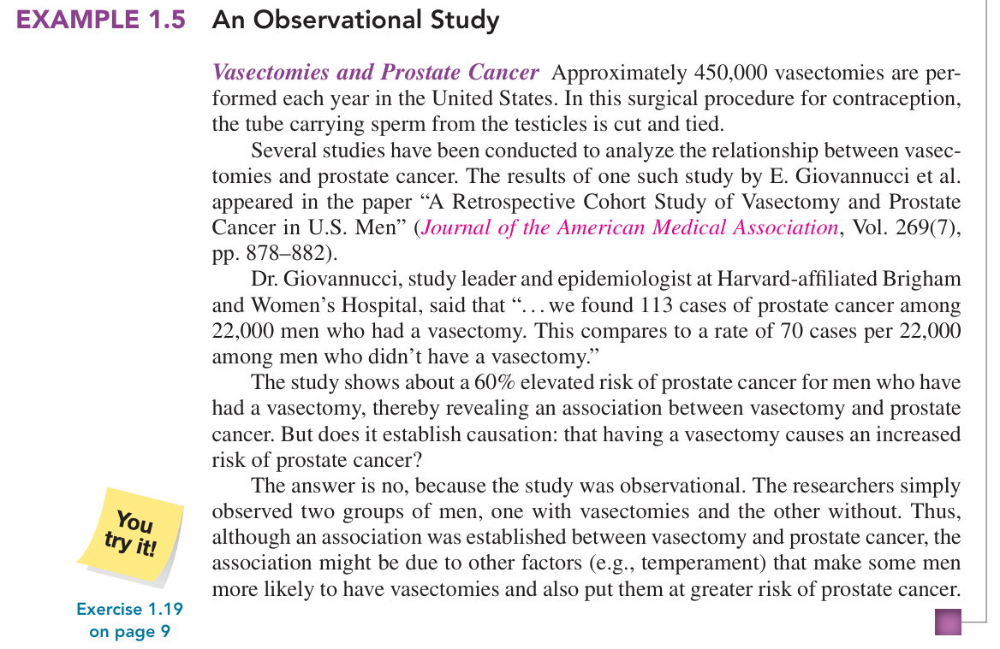 EXAMPLE 1.5 An Observational Study
Vasectomies and Prostate Cancer Approximately 450,000 vasectomies are per-
formed each year in the United States. In this surgical procedure for contraception,
the tube carrying sperm from the testicles is cut and tied.
Several studies have been conducted to analyze the relationship between vasec-
tomies and prostate cancer. The results of one such study by E. Giovannucci et al.
appeared in the paper “A Retrospective Cohort Study of Vasectomy and Prostate
Cancer in U.S. Men” (Journal of the American Medical Association, Vol. 269(7),
pp. 878–882).
Dr. Giovannucci, study leader and epidemiologist at Harvard-affiliated Brigham
and Women’s Hospital, said that “. . . we found 113 cases of prostate cancer among
22,000 men who had a vasectomy. This compares to a rate of 70 cases per 22,000
among men who didn’t have a vasectomy.”
The study shows about a 60% elevated risk of prostate cancer for men who have
had a vasectomy, thereby revealing an association between vasectomy and prostate
cancer. But does it establish causation: that having a vasectomy causes an increased
risk of prostate cancer?
The answer is no, because the study was observational. The researchers simply
observed two groups of men, one with vasectomies and the other without. Thus,
although an association was established between vasectomy and prostate cancer, the
association might be due to other factors (e.g., temperament) that make some men
more likely to have vasectomies and also put them at greater risk of prostate cancer.
You
try it!
Exercise 1.19
on page 9